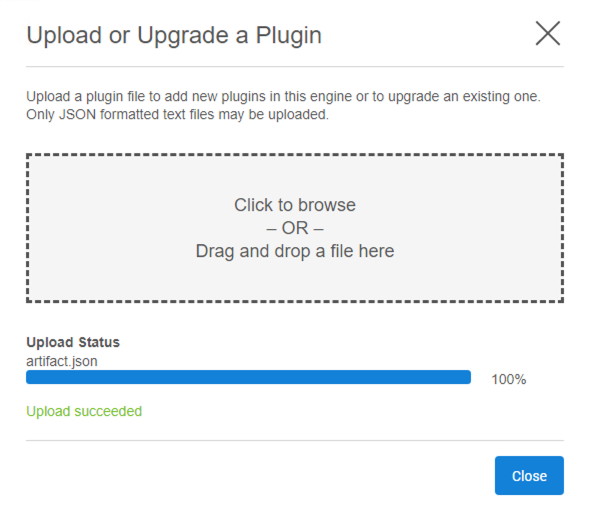 Upload or Upgrade a Plugin
Upload a plugin file to add new plugins in this engine or to upgrade an existing one.
Only JSON formatted text files may be uploaded.
Click to browse
– OR –
Drag and drop a file here
Upload Status
artifact.json
100%
Upload succeeded
Close